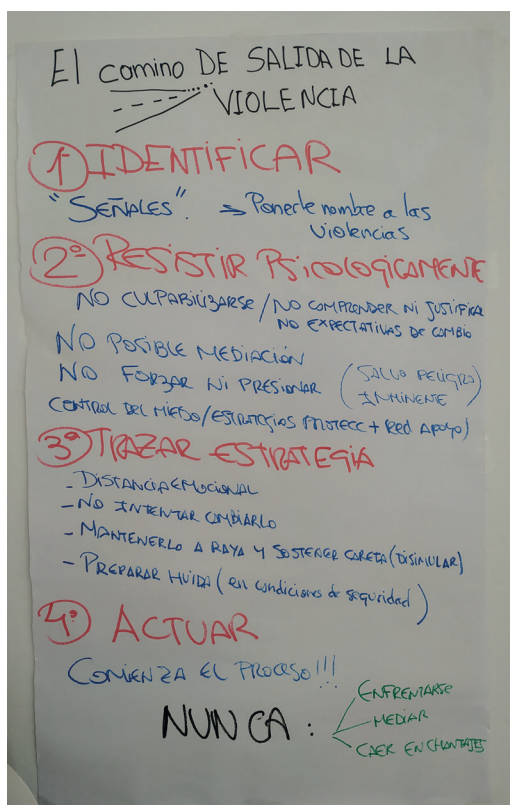 El camino DE SALIDA DE LA
VIOLENCIA
1º IDENTIFICAR
"SEÑALES". ⇒ Ponerle nombre a las
violencias
2º RESISTIR PSICOLOGICAMENTE
NO CULPABILIZARSE / NO COMPRENDER NI JUSTIFICAR
NO EXPECTATIVAS DE CAMBIO
NO POSIBLE MEDIACIÓN
NO FORZAR NI PRESIONAR (SALVO PELIGRO
INMINENTE)
CONTROL DEL MIEDO/ESTRATEGIAS PROTECC + Red APOYO)
3º TRAZAR ESTRATEGIA
- DISTANCIA EMOCIONAL
- NO INTENTAR CAMBIARLO
- MANTENERLO A RAYA Y SOSTENER CARETA (DISIMULAR)
- PREPARAR HUIDA (en condiciones de seguridad)
4º ACTUAR
COMIENZA EL PROCESO!!!
NUNCA:
ENFRENTARSE
MEDIAR
CAER EN CHANTAJES